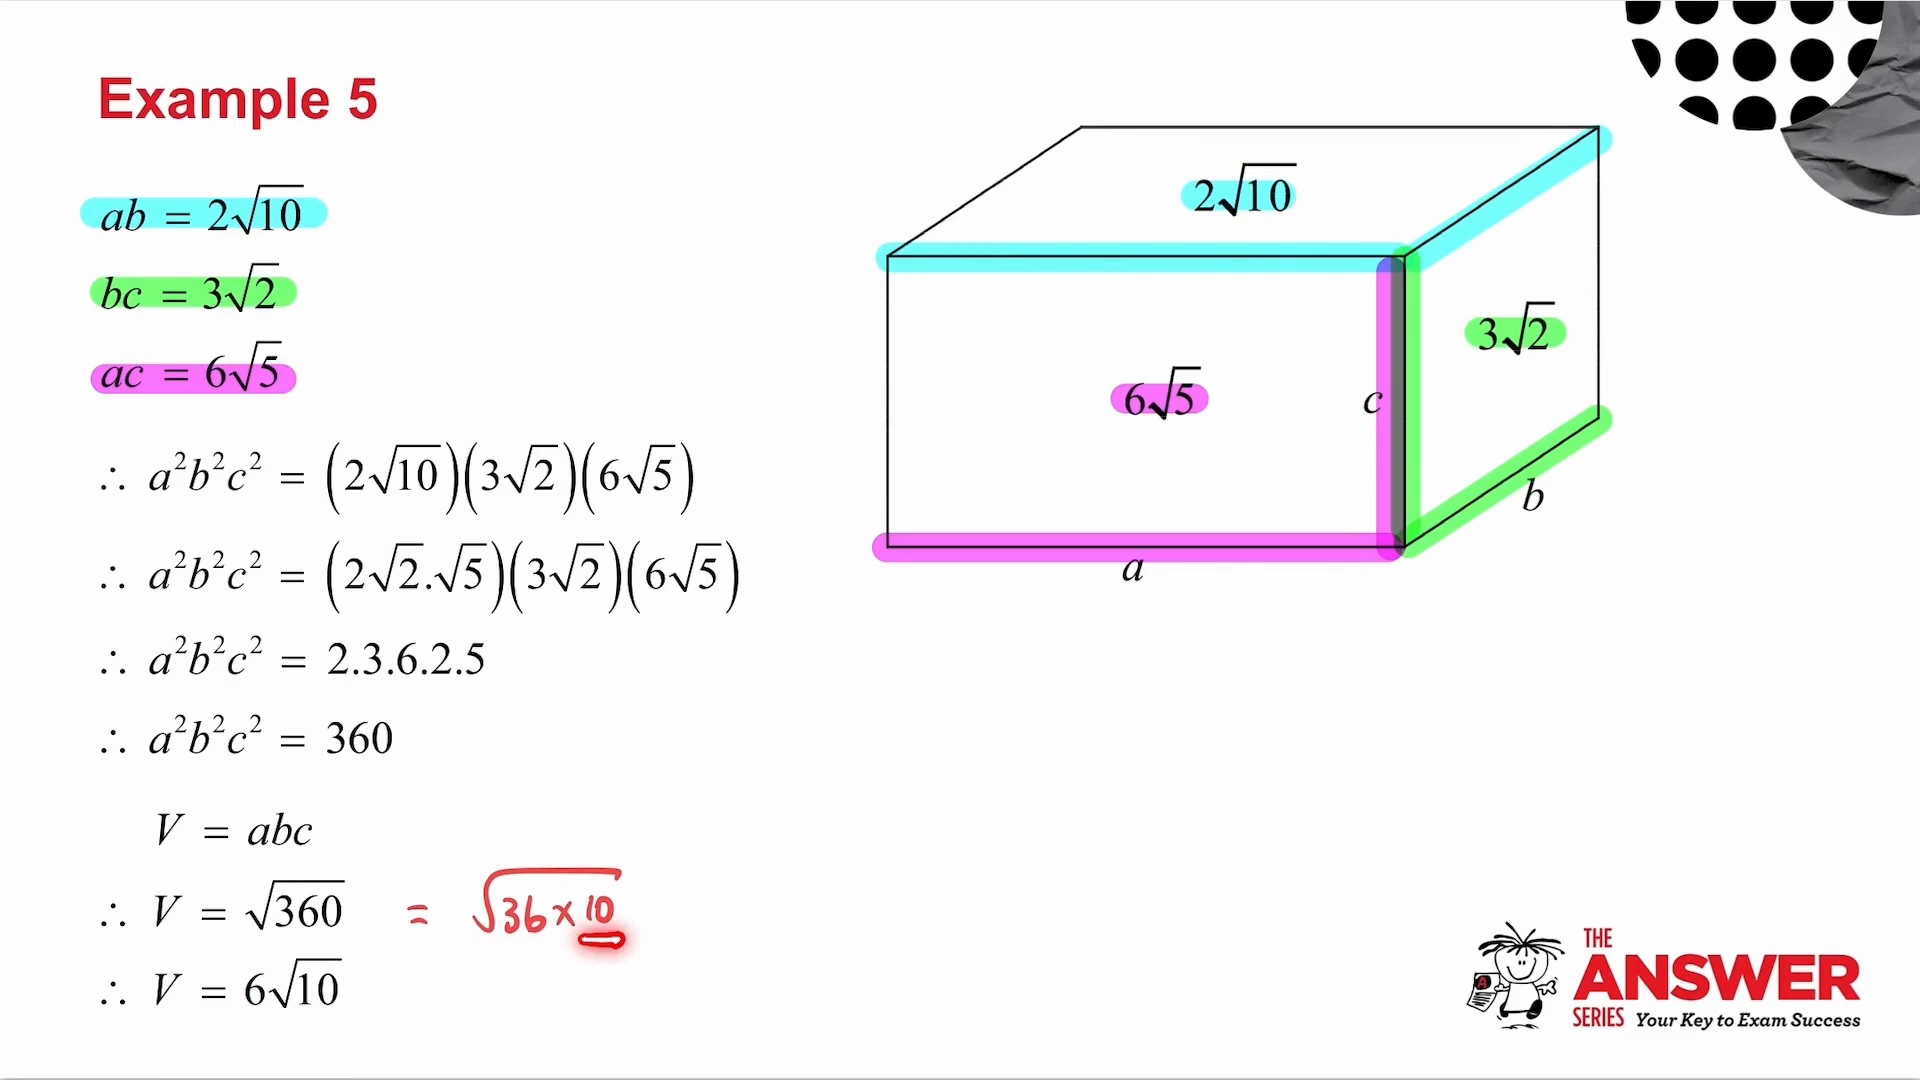 Example 5
ab = 2√10
bc = 3√2
ac = 6√5
∴ a²b²c² = (2√10)(3√2)(6√5)
∴ a²b²c² = (2√2.√5)(3√2)(6√5)
∴ a²b²c² = 2.3.6.2.5
∴ a²b²c² = 360
V = abc
∴ V = √360 = √36×10
∴ V = 6√10
2√10
3√2
6√5
c
b
a
A
THE
ANSWER
SERIES Your Key to Exam Success